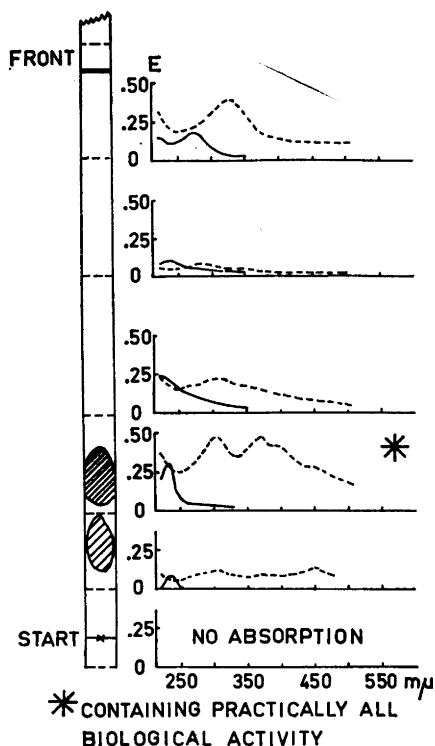 FRONT
E
.50
.25
0
.50
.25
0
.50
.25
0
.50
.25
0
.25
0
START
.25
0
NO ABSORPTION
250 350 450 550 mμ
CONTAINING PRACTICALLY ALL
BIOLOGICAL ACTIVITY